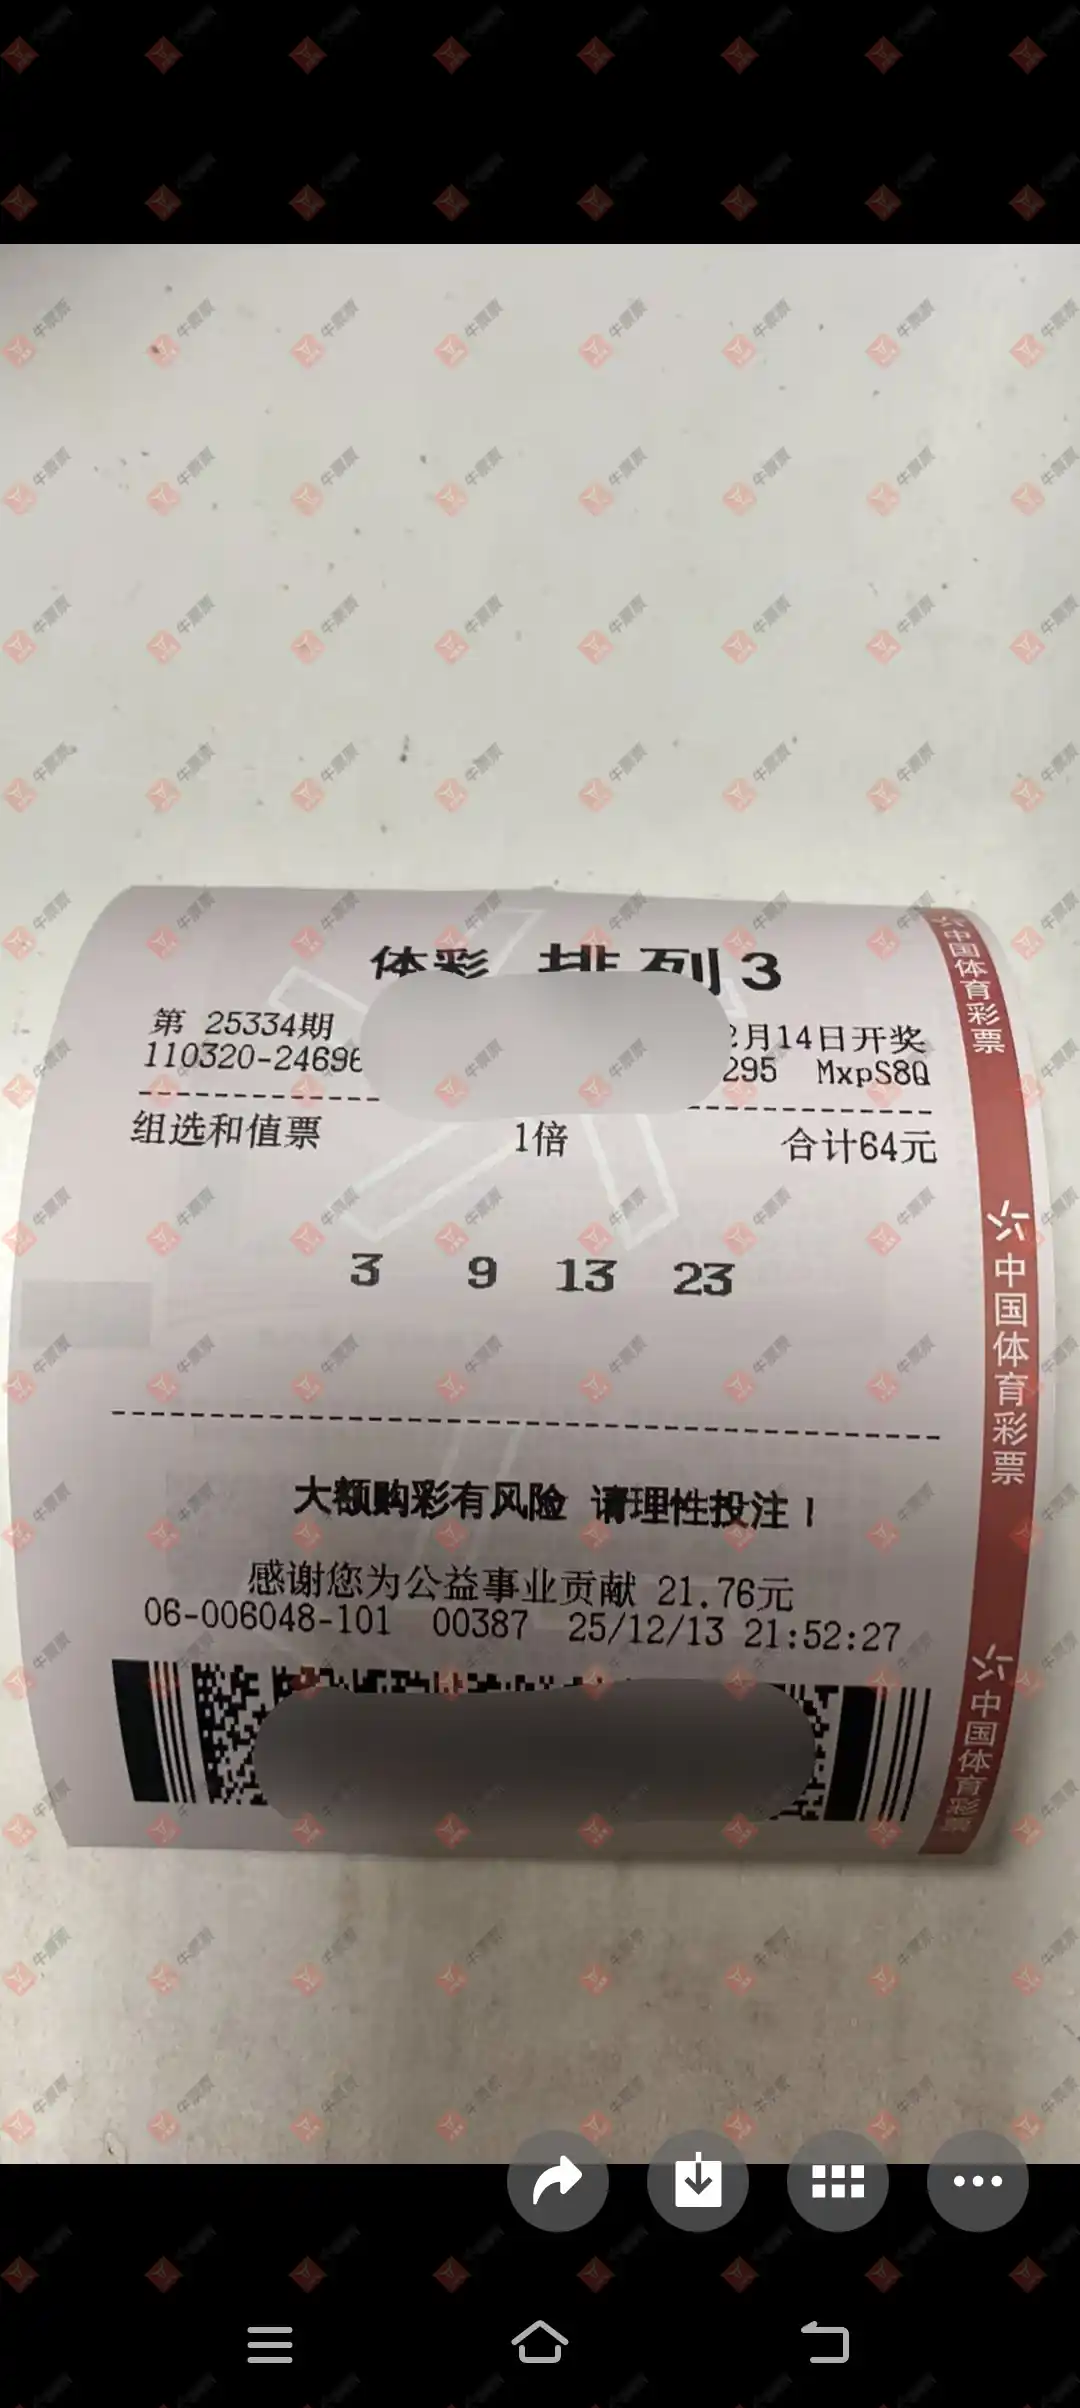 体彩 排列3
第 25334期 2月14日开奖
110320-24696 295 MxpS8Q
组选和值票 1倍 合计64元
3 9 13 23
大额购彩有风险 请理性投注!
感谢您为公益事业贡献 21.76元
06-006048-101 00387 25/12/13 21:52:27
中国体育彩票
中国体育彩票
中国体育彩票
牛票票